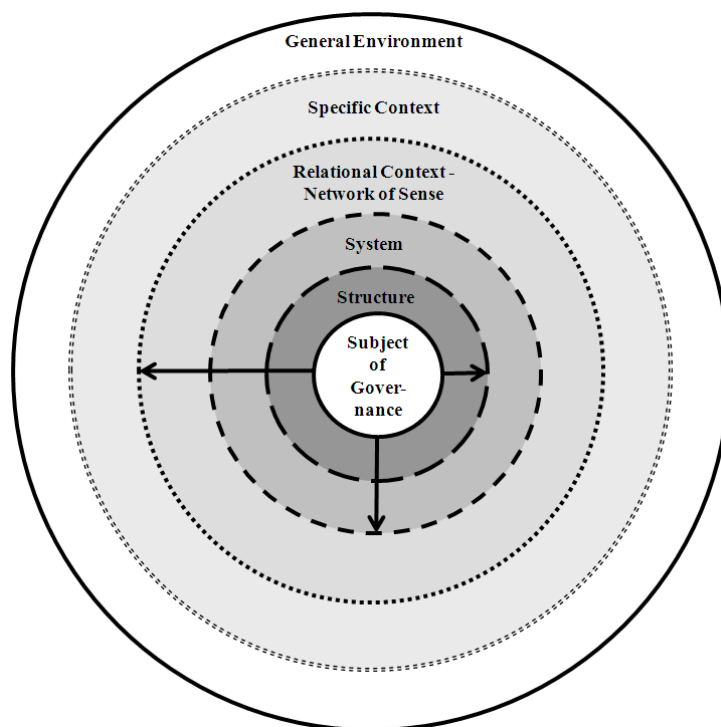 General Environment
Specific Context
Relational Context -
Network of Sense
System
Structure
Subject
of
Gover-
nance